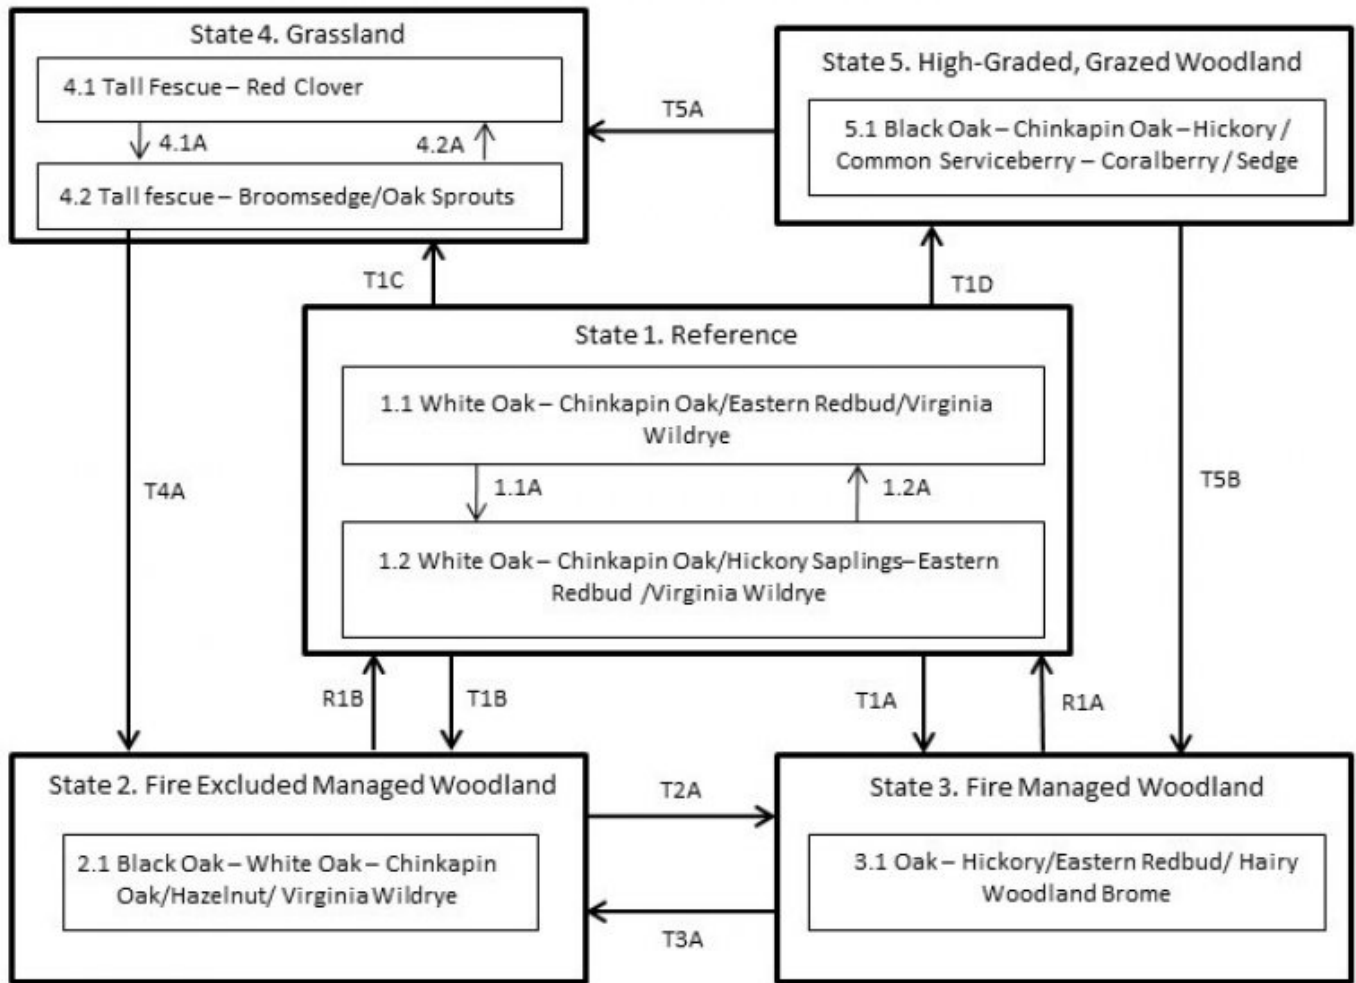 State 4. Grassland
4.1 Tall Fescue – Red Clover
4.1A
4.2A
4.2 Tall fescue – Broomsedge/Oak Sprouts
T5A
State 5. High-Graded, Grazed Woodland
5.1 Black Oak – Chinkapin Oak – Hickory /
Common Serviceberry – Coralberry / Sedge
T1C
T1D
State 1. Reference
1.1 White Oak – Chinkapin Oak/Eastern Redbud/Virginia
Wildrye
1.1A
1.2A
1.2 White Oak – Chinkapin Oak/Hickory Saplings– Eastern
Redbud /Virginia Wildrye
T4A
T5B
R1B
T1B
T1A
R1A
State 2. Fire Excluded Managed Woodland
2.1 Black Oak – White Oak – Chinkapin
Oak/Hazelnut/ Virginia Wildrye
T2A
T3A
State 3. Fire Managed Woodland
3.1 Oak – Hickory/Eastern Redbud/ Hairy
Woodland Brome